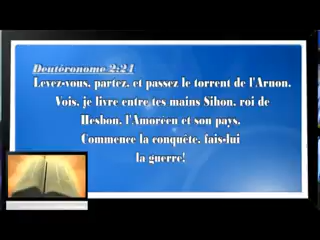 Deutéronome 2:24
Levez-vous, partez, et passez le torrent de l'Arnon.
Vois, je livre entre tes mains Sihon, roi de
Hesbon, l'Amoréen et son pays.
Commence la conquête, fais-lui
la guerre!